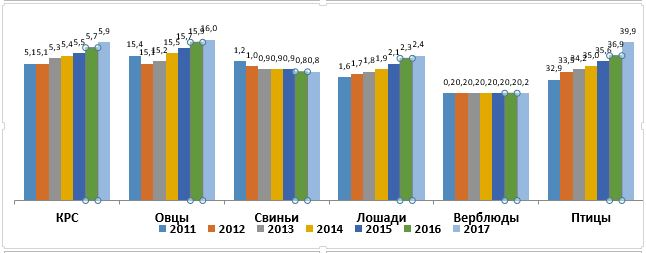 5,1 5,1 5,3 5,4 5,5 5,7 5,9
15,4 15,1 15,2 15,5 15,7 15,9 16,0
1,2 1,0 0,9 0,9 0,9 0,8 0,8
1,6 1,7 1,8 1,9 2,1 2,3 2,4
0,2 0,2 0,2 0,2 0,2 0,2 0,2
32,9 33,5 34,2 35,0 35,6 36,9 39,9
КРС Овцы Свиньи Лошади Верблюды Птицы
2011 2012 2013 2014 2015 2016 2017